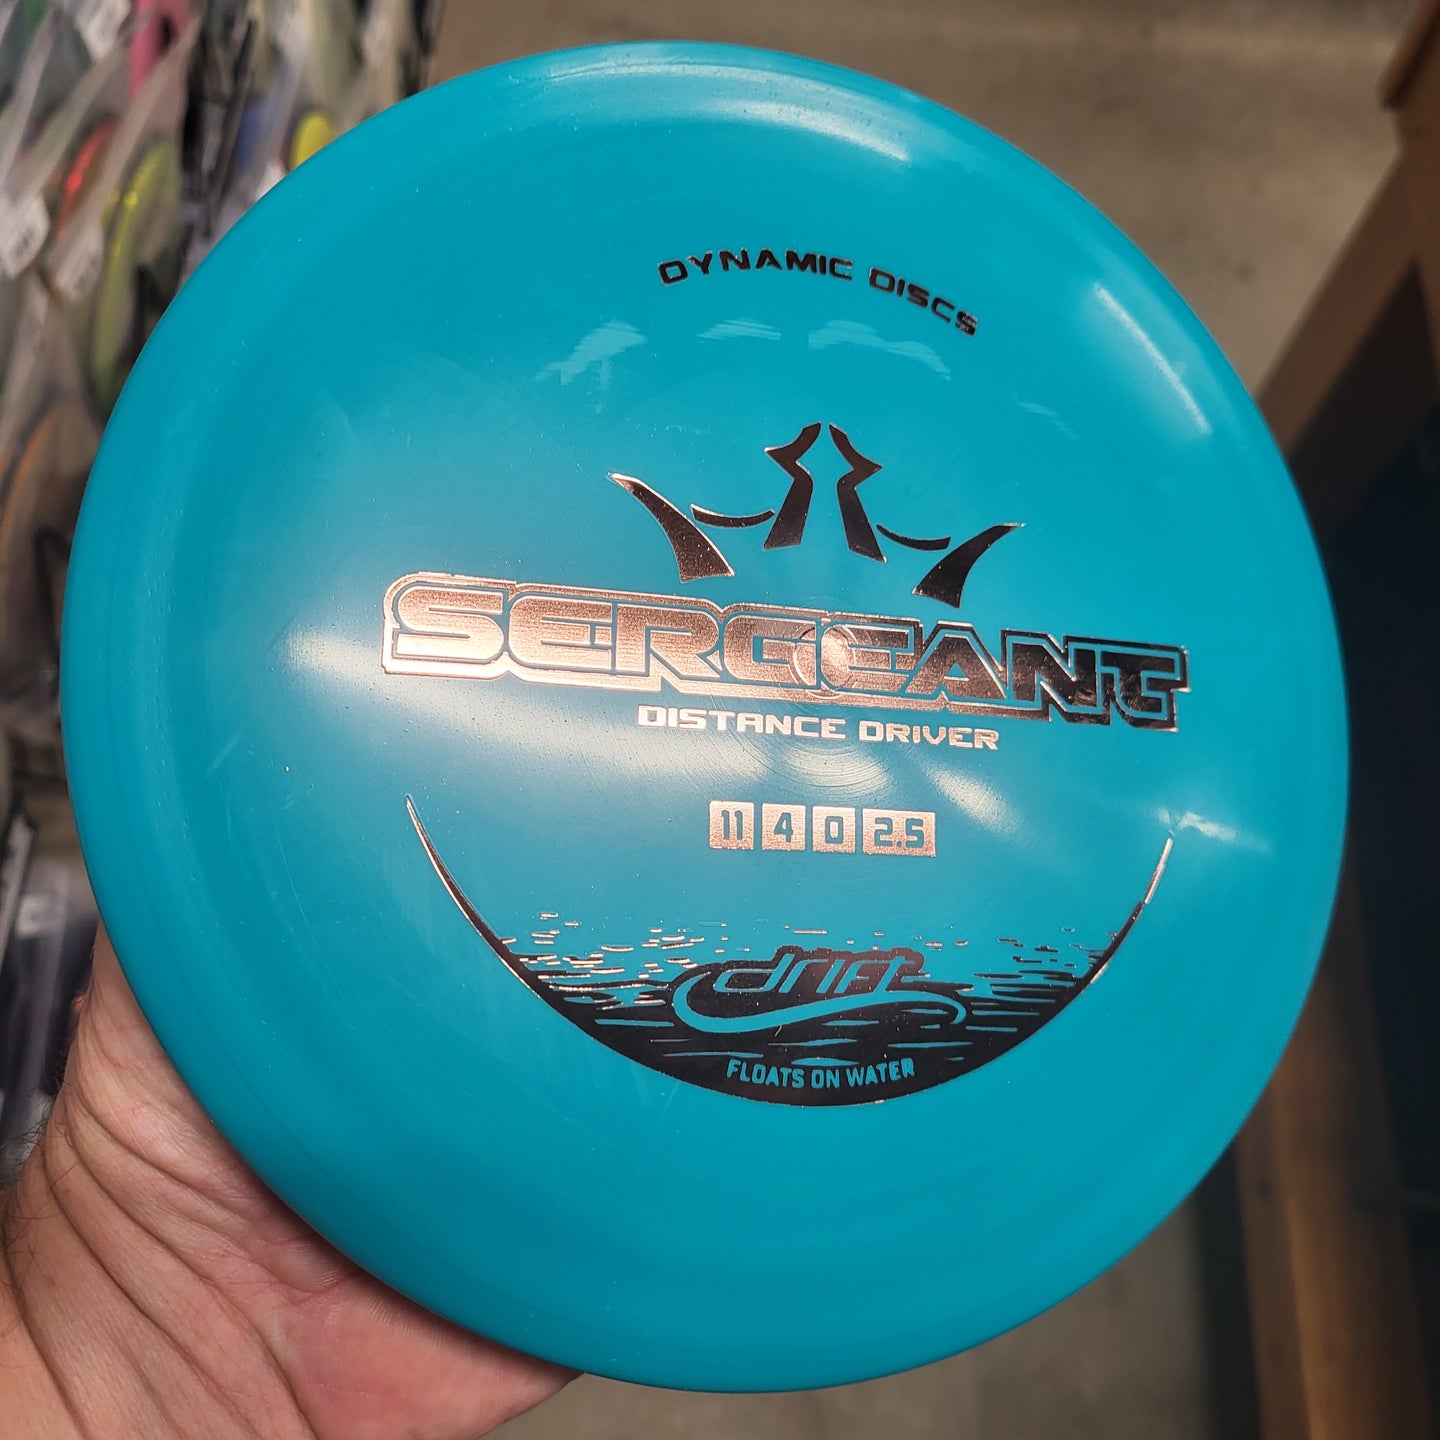 DYNAMIC DISCS
SERGEANT
DISTANCE DRIVER
11 4 0 2.5
drift
FLOATS ON WATER